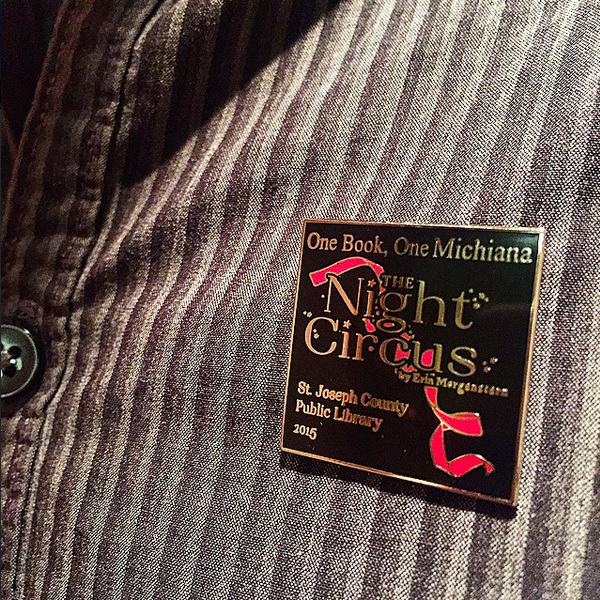 One Book, One Michiana
THE
Night
Circus
by Erin Morgenstern
St. Joseph County
Public Library
2015